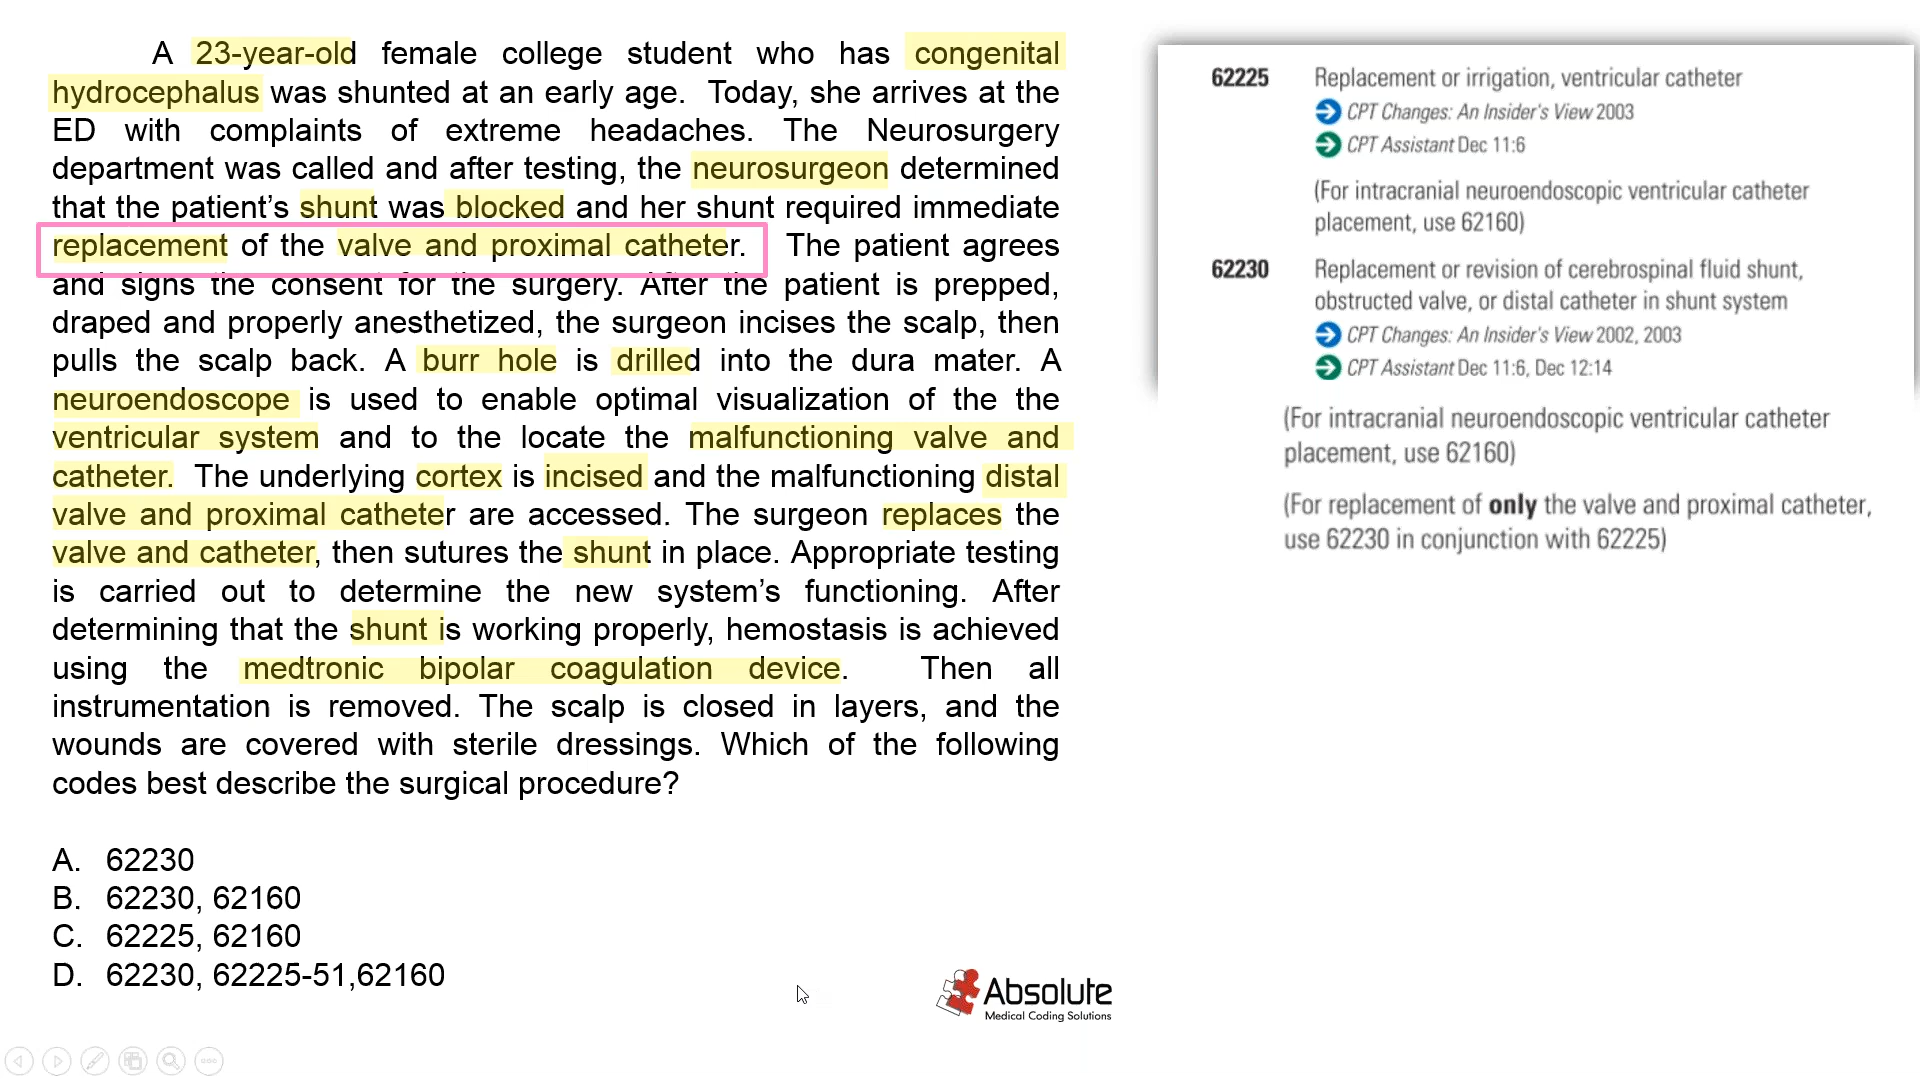 A 23-year-old female college student who has congenital
hydrocephalus was shunted at an early age. Today, she arrives at the
ED with complaints of extreme headaches. The Neurosurgery
department was called and after testing, the neurosurgeon determined
that the patient’s shunt was blocked and her shunt required immediate
replacement of the valve and proximal catheter. The patient agrees
and signs the consent for the surgery. After the patient is prepped,
draped and properly anesthetized, the surgeon incises the scalp, then
pulls the scalp back. A burr hole is drilled into the dura mater. A
neuroendoscope is used to enable optimal visualization of the the
ventricular system and to the locate the malfunctioning valve and
catheter. The underlying cortex is incised and the malfunctioning distal
valve and proximal catheter are accessed. The surgeon replaces the
valve and catheter, then sutures the shunt in place. Appropriate testing
is carried out to determine the new system’s functioning. After
determining that the shunt is working properly, hemostasis is achieved
using the medtronic bipolar coagulation device. Then all
instrumentation is removed. The scalp is closed in layers, and the
wounds are covered with sterile dressings. Which of the following
codes best describe the surgical procedure?
A. 62230
B. 62230, 62160
C. 62225, 62160
D. 62230, 62225-51,62160
62225 Replacement or irrigation, ventricular catheter
CPT Changes: An Insider's View 2003
CPT Assistant Dec 11:6
(For intracranial neuroendoscopic ventricular catheter
placement, use 62160)
62230 Replacement or revision of cerebrospinal fluid shunt,
obstructed valve, or distal catheter in shunt system
CPT Changes: An Insider's View 2002, 2003
CPT Assistant Dec 11:6, Dec 12:14
(For intracranial neuroendoscopic ventricular catheter
placement, use 62160)
(For replacement of only the valve and proximal catheter,
use 62230 in conjunction with 62225)
Absolute
Medical Coding Solutions